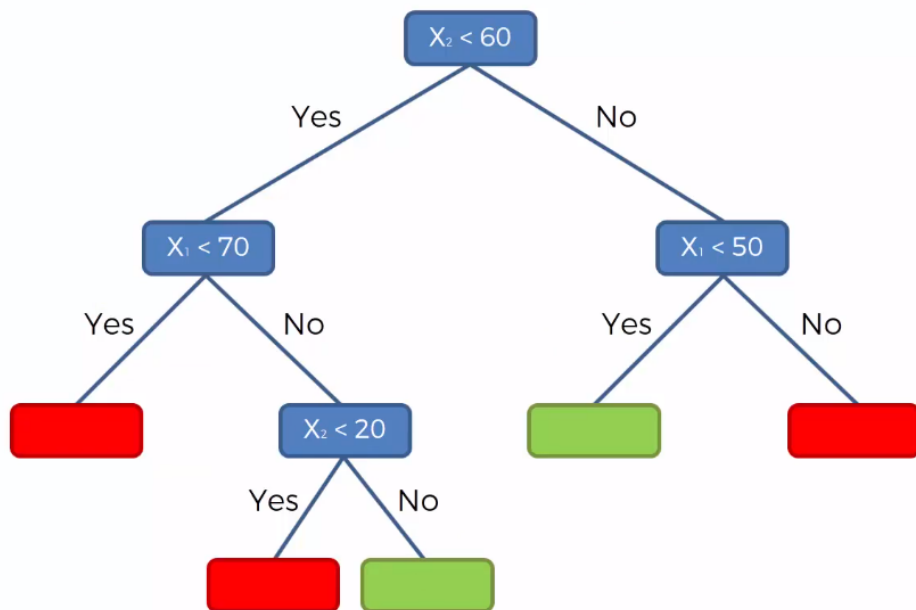 X₂ < 60
Yes
No
X₁ < 70
X₁ < 50
Yes
No
Yes
No
X₂ < 20
Yes
No